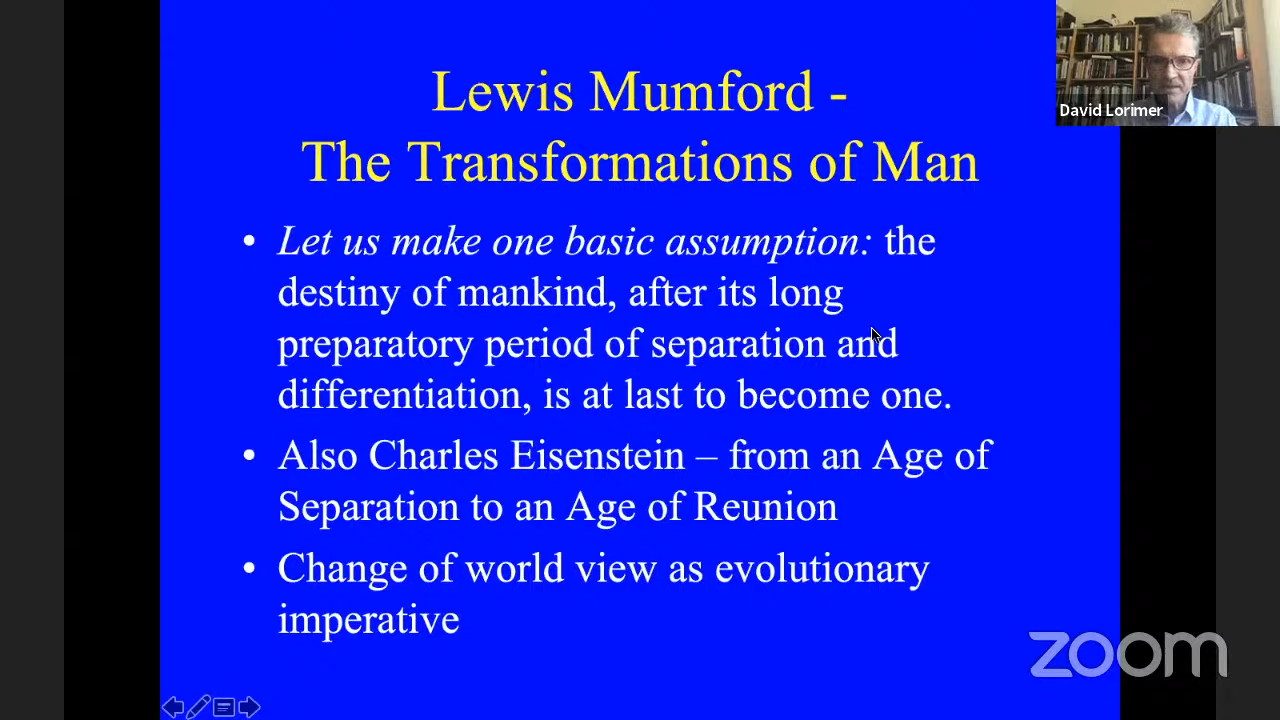 Lewis Mumford -
The Transformations of Man
• Let us make one basic assumption: the
destiny of mankind, after its long
preparatory period of separation and
differentiation, is at last to become one.
• Also Charles Eisenstein – from an Age of
Separation to an Age of Reunion
• Change of world view as evolutionary
imperative
David Lorimer
zoom